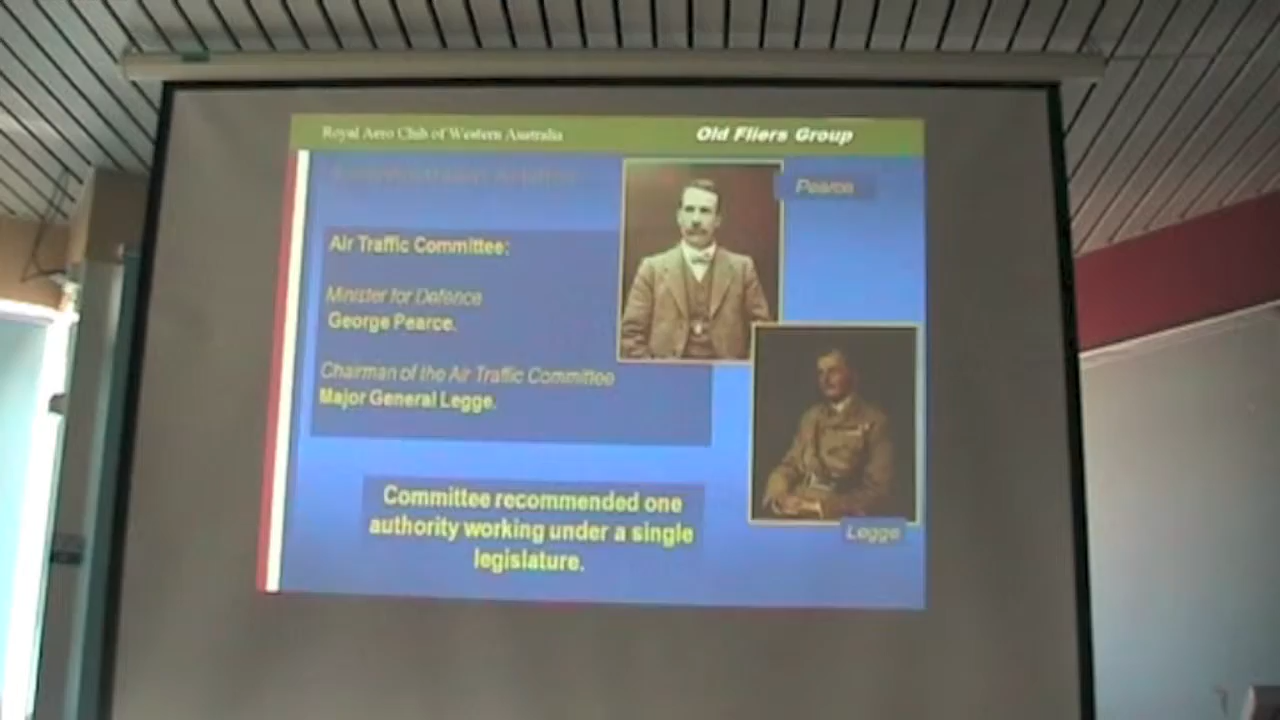 Royal Aero Club of Western Australia
Old Fliers Group
Pearce
Air Traffic Committee:
Minister for Defence
George Pearce.
Chairman of the Air Traffic Committee
Major General Legge.
Committee recommended one
authority working under a single
legislature.
Legge